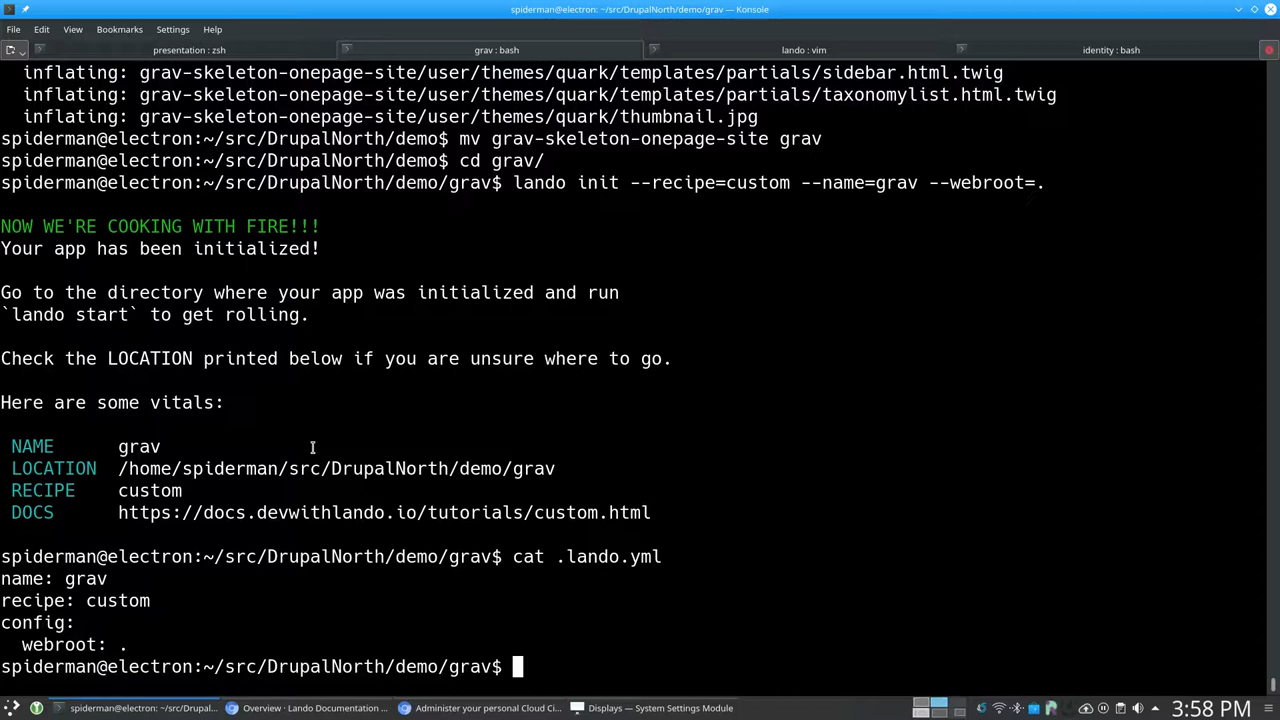 spiderman@electron: ~/src/DrupalNorth/demo/grav — Konsole
File Edit View Bookmarks Settings Help
presentation : zsh grav : bash lando : vim identity : bash
inflating: grav-skeleton-onepage-site/user/themes/quark/templates/partials/sidebar.html.twig
inflating: grav-skeleton-onepage-site/user/themes/quark/templates/partials/taxonomylist.html.twig
inflating: grav-skeleton-onepage-site/user/themes/quark/thumbnail.jpg
spiderman@electron:~/src/DrupalNorth/demo$ mv grav-skeleton-onepage-site grav
spiderman@electron:~/src/DrupalNorth/demo$ cd grav/
spiderman@electron:~/src/DrupalNorth/demo/grav$ lando init --recipe=custom --name=grav --webroot=.
NOW WE'RE COOKING WITH FIRE!!!
Your app has been initialized!
Go to the directory where your app was initialized and run
`lando start` to get rolling.
Check the LOCATION printed below if you are unsure where to go.
Here are some vitals:
NAME grav
LOCATION /home/spiderman/src/DrupalNorth/demo/grav
RECIPE custom
DOCS https://docs.devwithlando.io/tutorials/custom.html
spiderman@electron:~/src/DrupalNorth/demo/grav$ cat .lando.yml
name: grav
recipe: custom
config:
webroot: .
spiderman@electron:~/src/DrupalNorth/demo/grav$
spiderman@electron: ~/src/Drupal... Overview · Lando Documentation ... Administer your personal Cloud Ci... Displays — System Settings Module 3:58 PM